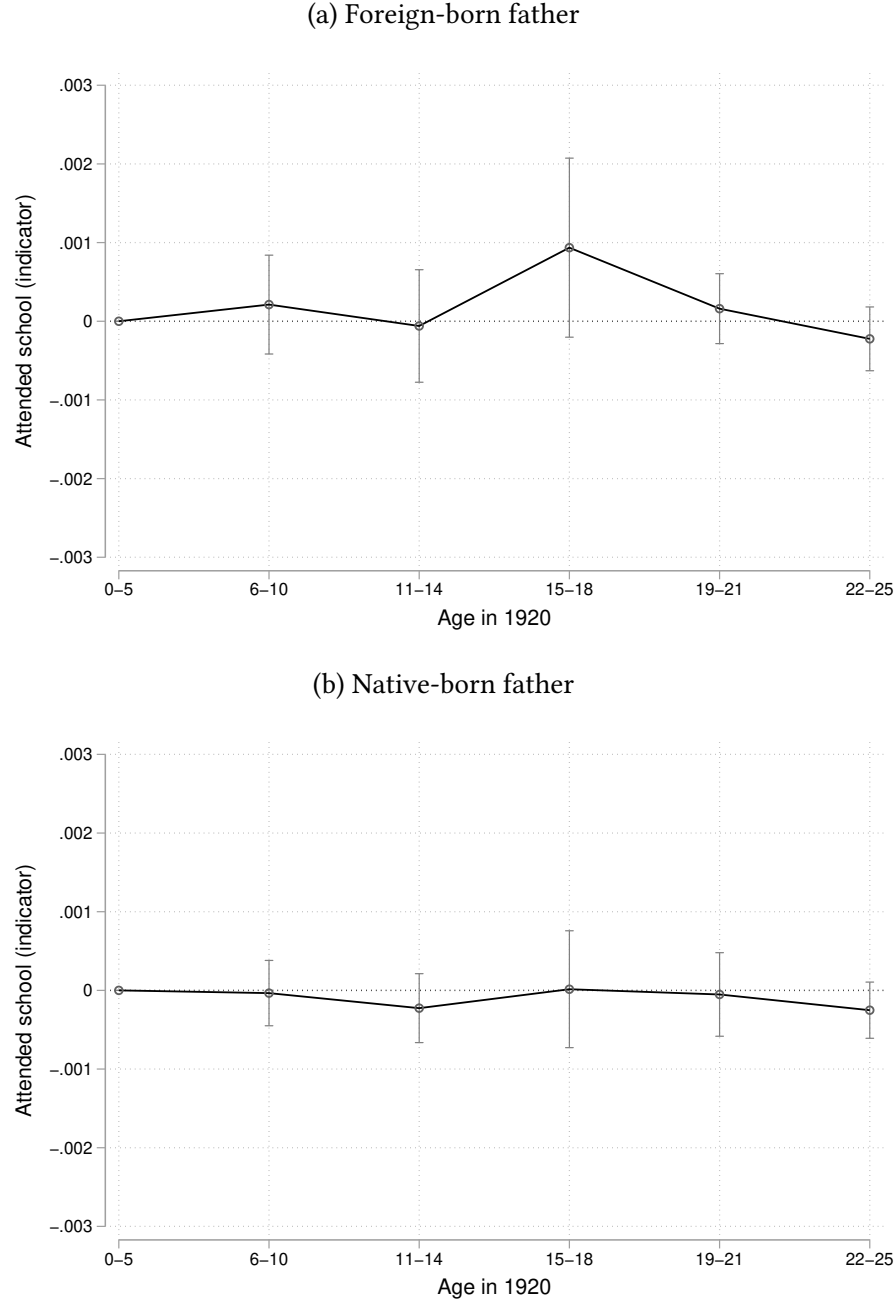 (a) Foreign-born father
.003
.002
.001
0
−.001
−.002
−.003
Attended school (indicator)
0−5 6−10 11−14 15−18 19−21 22−25
Age in 1920
(b) Native-born father
.003
.002
.001
0
−.001
−.002
−.003
Attended school (indicator)
0−5 6−10 11−14 15−18 19−21 22−25
Age in 1920